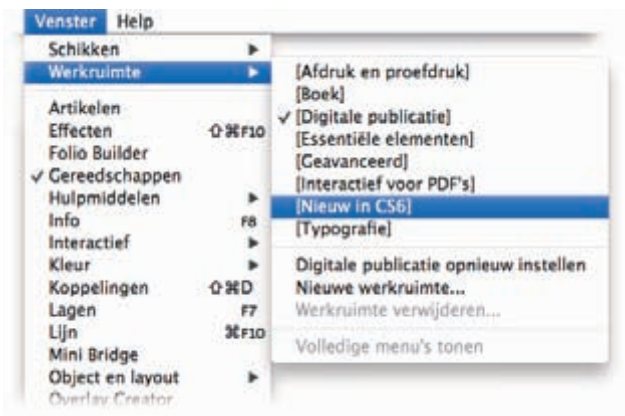 Venster Help
Schikken
Werkruimte
Artikelen
Effecten ⇧⌘F10
Folio Builder
✓ Gereedschappen
Hulpmiddelen
Info F8
Interactief
Kleur
Koppelingen ⇧⌘D
Lagen F7
Lijn ⌘F10
Mini Bridge
Object en layout
Overlay Creator
[Afdruk en proefdruk]
[Boek]
✓ [Digitale publicatie]
[Essentiële elementen]
[Geavanceerd]
[Interactief voor PDF's]
[Nieuw in CS6]
[Typografie]
Digitale publicatie opnieuw instellen
Nieuwe werkruimte...
Werkruimte verwijderen...
Volledige menu's tonen